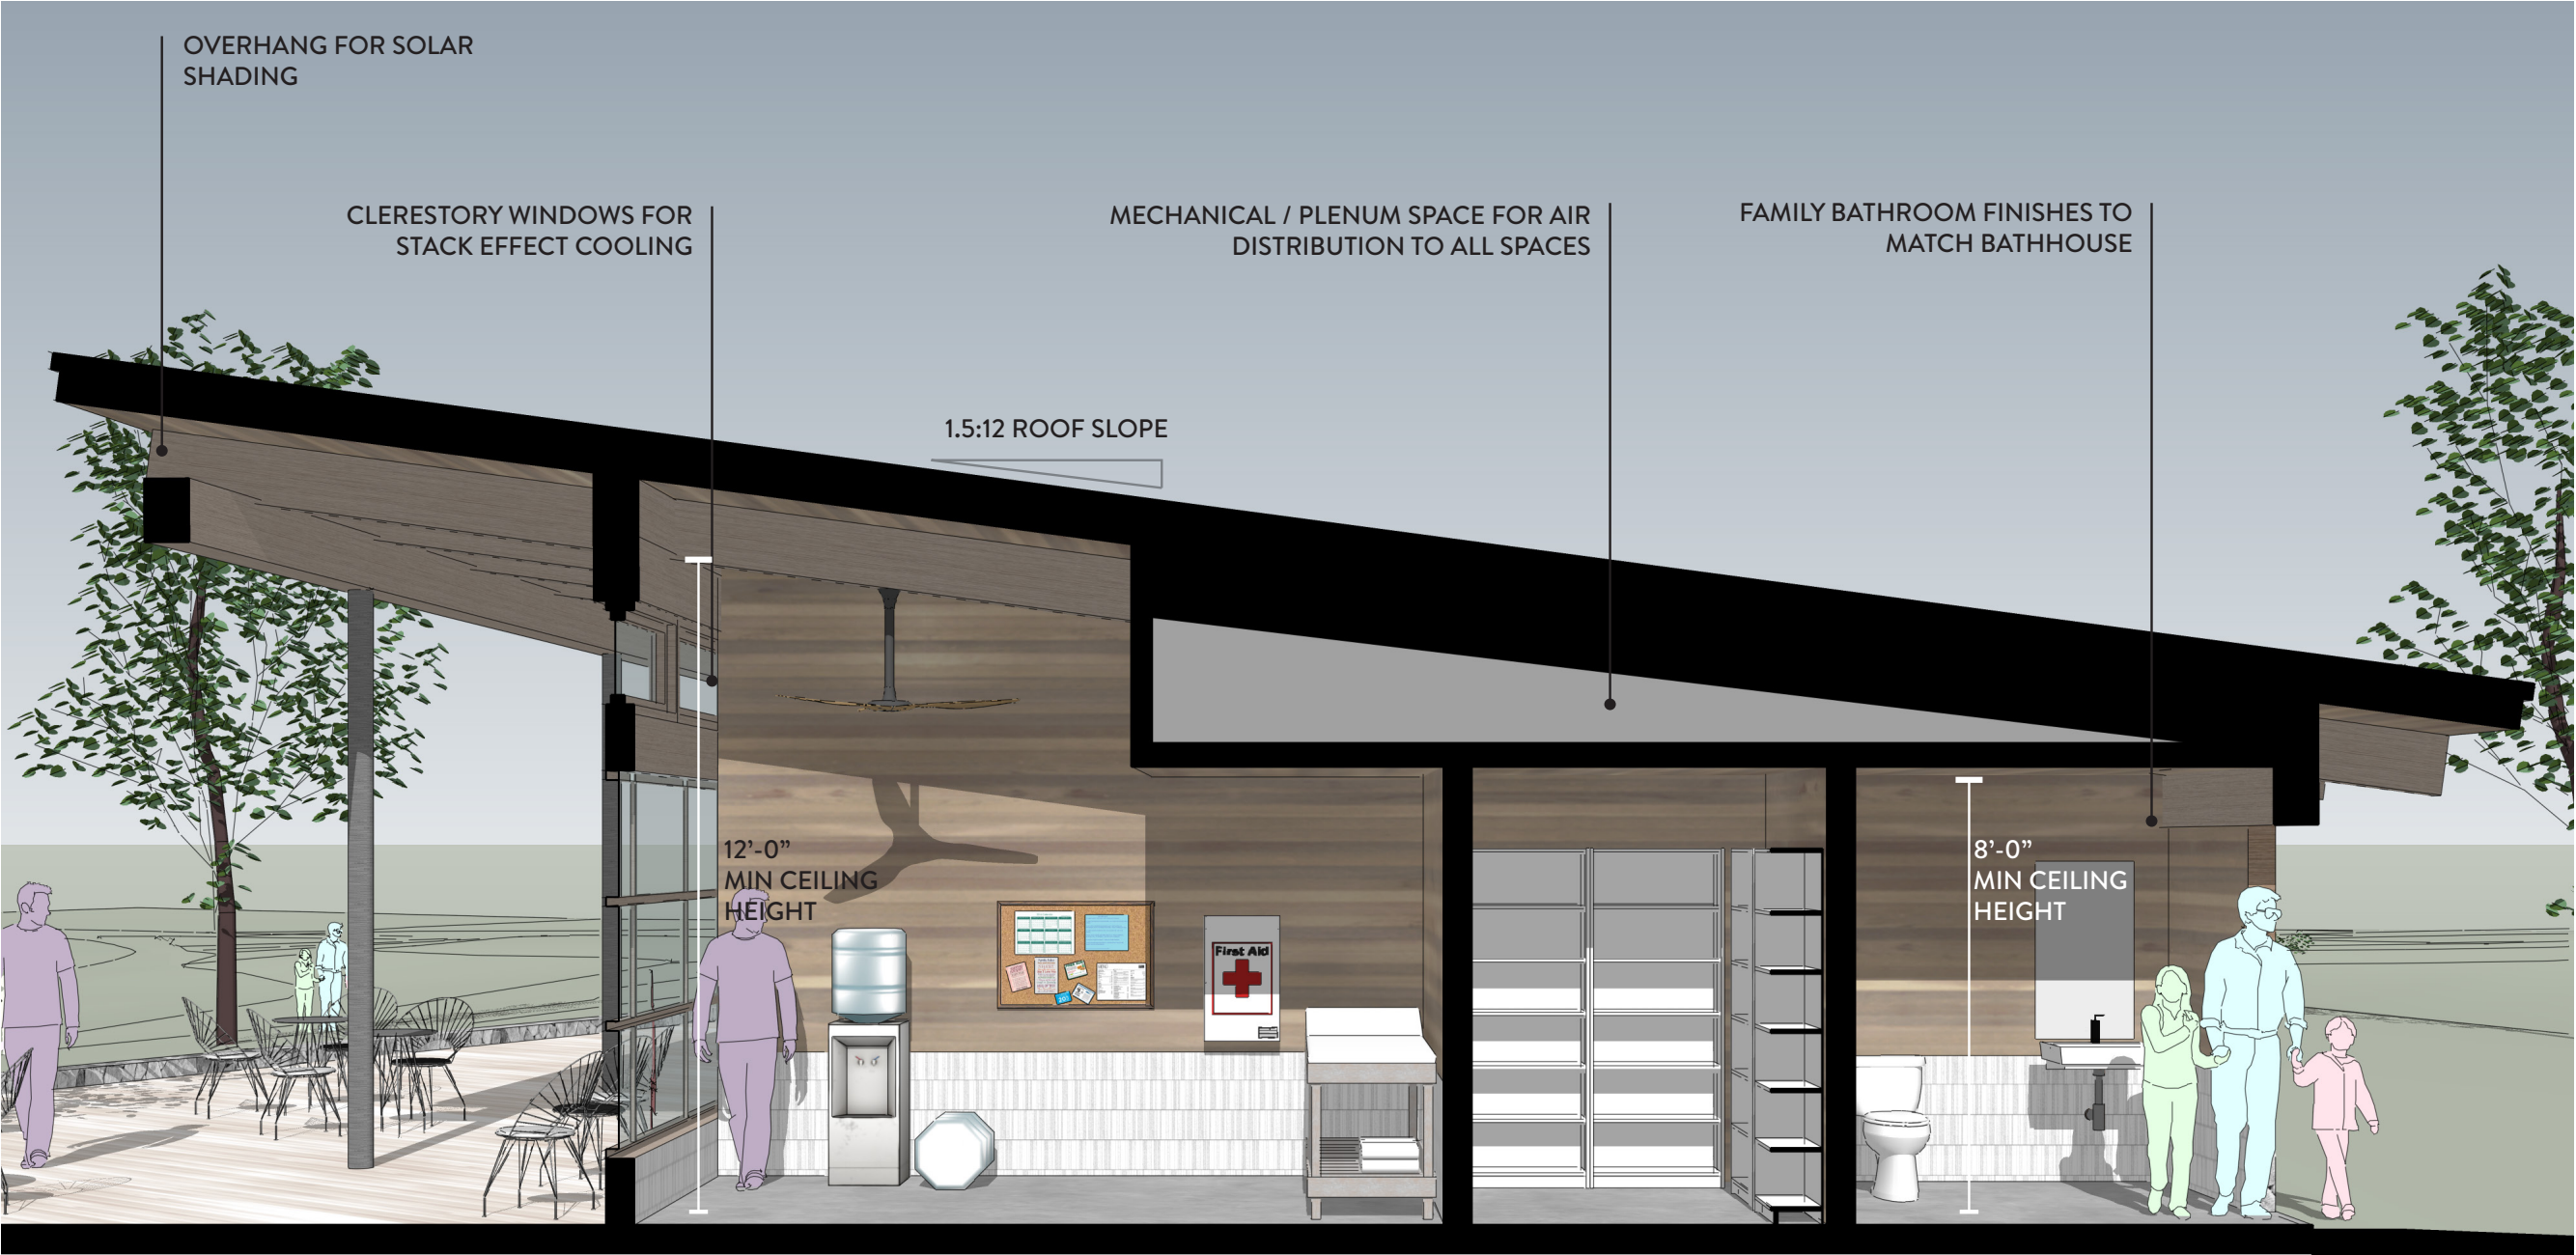 OVERHANG FOR SOLAR
SHADING
CLERESTORY WINDOWS FOR
STACK EFFECT COOLING
MECHANICAL / PLENUM SPACE FOR AIR
DISTRIBUTION TO ALL SPACES
FAMILY BATHROOM FINISHES TO
MATCH BATHHOUSE
1.5:12 ROOF SLOPE
12’-0”
MIN CEILING
HEIGHT
8’-0”
MIN CEILING
HEIGHT
First Aid